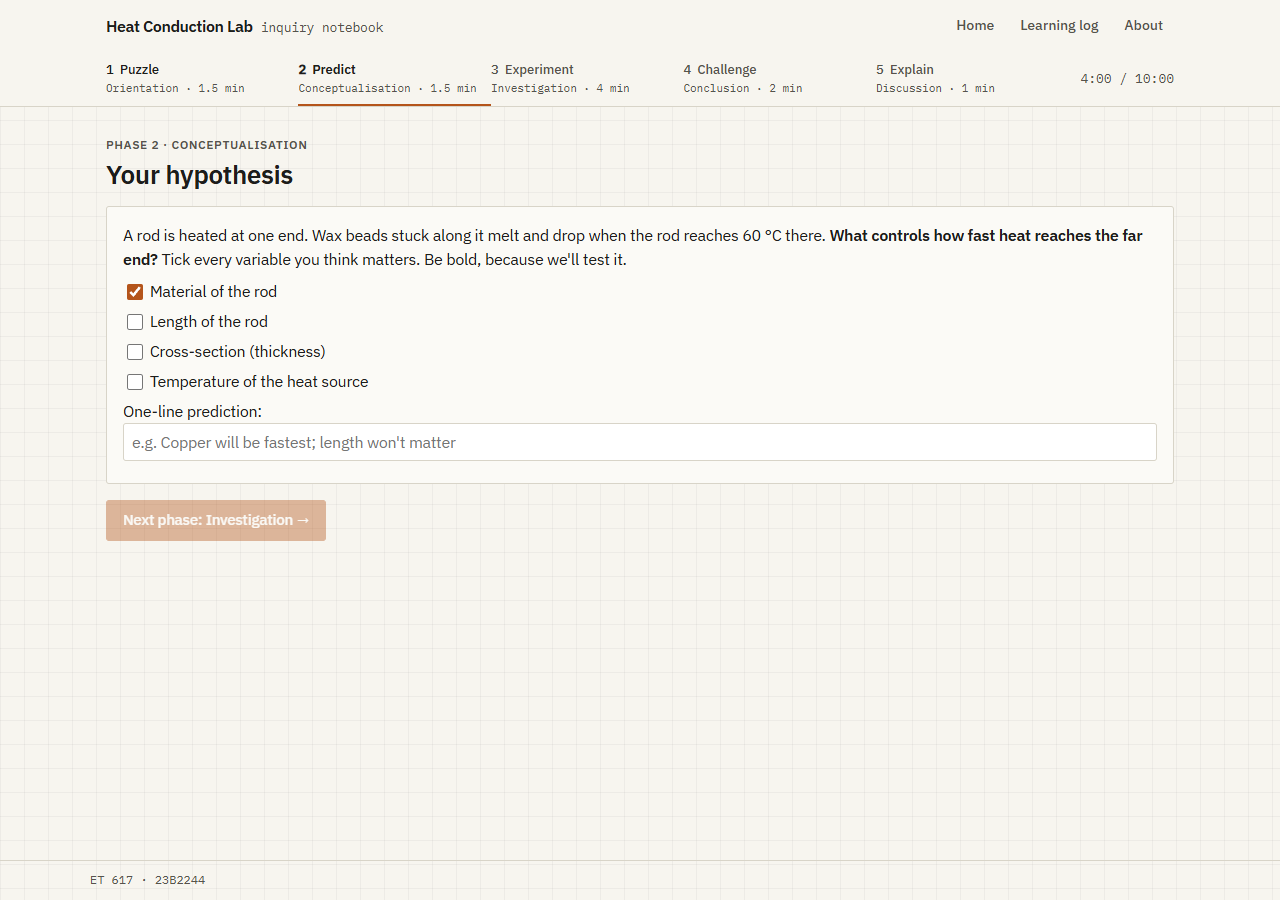 Heat Conduction Lab inquiry notebook
Home Learning log About
1 Puzzle
Orientation · 1.5 min
2 Predict
Conceptualisation · 1.5 min
3 Experiment
Investigation · 4 min
4 Challenge
Conclusion · 2 min
5 Explain
Discussion · 1 min
4:00 / 10:00
PHASE 2 · CONCEPTUALISATION
Your hypothesis
A rod is heated at one end. Wax beads stuck along it melt and drop when the rod reaches 60 °C there. What controls how fast heat reaches the far
end? Tick every variable you think matters. Be bold, because we'll test it.
Material of the rod
Length of the rod
Cross-section (thickness)
Temperature of the heat source
One-line prediction:
e.g. Copper will be fastest; length won't matter
Next phase: Investigation →
ET 617 · 23B2244